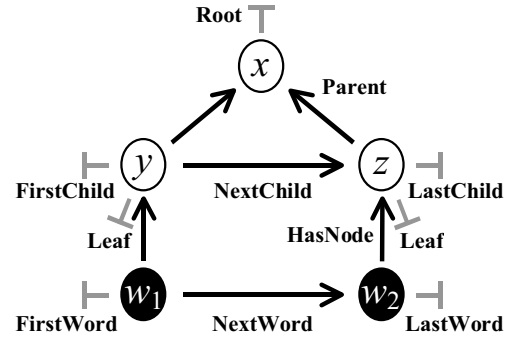 Root
x
Parent
y
z
FirstChild
NextChild
LastChild
Leaf
HasNode
Leaf
w1
w2
FirstWord
NextWord
LastWord